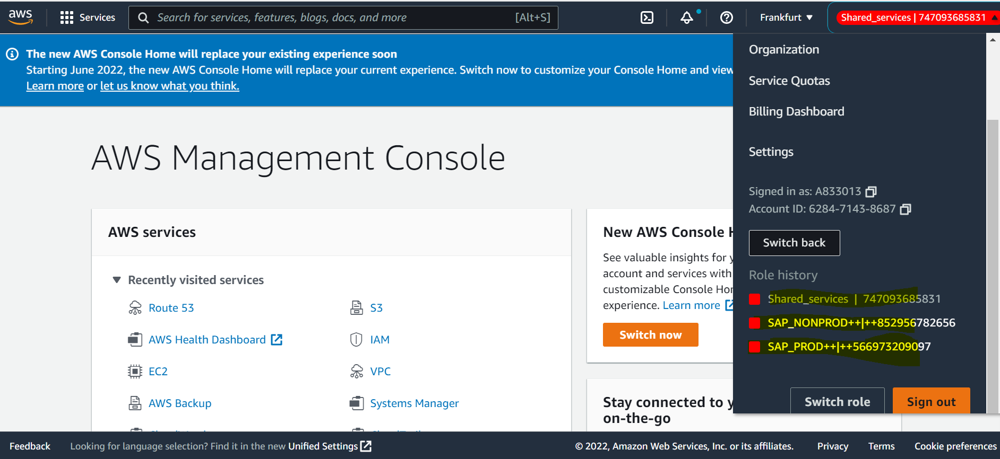 aws
Services
Search for services, features, blogs, docs, and more
[Alt+S]
Frankfurt
Shared_services | 747093685831
The new AWS Console Home will replace your existing experience soon
Starting June 2022, the new AWS Console Home will replace your current experience. Switch now to customize your Console Home and view
Learn more or let us know what you think.
AWS Management Console
AWS services
Recently visited services
Route 53
S3
AWS Health Dashboard
IAM
EC2
VPC
AWS Backup
Systems Manager
New AWS Console H
See valuable insights for y
account and services with
customizable Console Hor
experience. Learn more
Switch now
Stay connected to y
on-the-go
Organization
Service Quotas
Billing Dashboard
Settings
Signed in as: A833013
Account ID: 6284-7143-8687
Switch back
Role history
Shared_services | 747093685831
SAP_NONPROD++|++852956782656
SAP_PROD++|++566973209097
Switch role
Sign out
Feedback
Looking for language selection? Find it in the new Unified Settings
© 2022, Amazon Web Services, Inc. or its affiliates.
Privacy
Terms
Cookie preferences